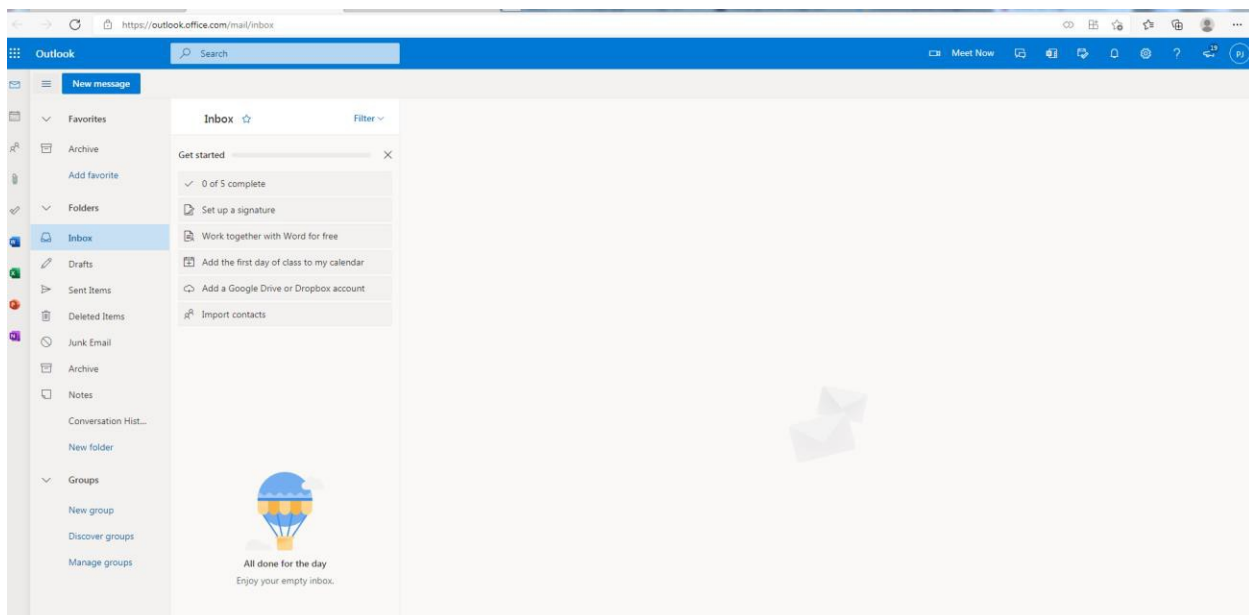 https://outlook.office.com/mail/inbox
Outlook
Search
Meet Now
19
PJ
New message
Favorites
Archive
Add favorite
Folders
Inbox
Drafts
Sent Items
Deleted Items
Junk Email
Archive
Notes
Conversation Hist...
New folder
Groups
New group
Discover groups
Manage groups
Inbox
Filter
Get started
0 of 5 complete
Set up a signature
Work together with Word for free
Add the first day of class to my calendar
Add a Google Drive or Dropbox account
Import contacts
All done for the day
Enjoy your empty inbox.